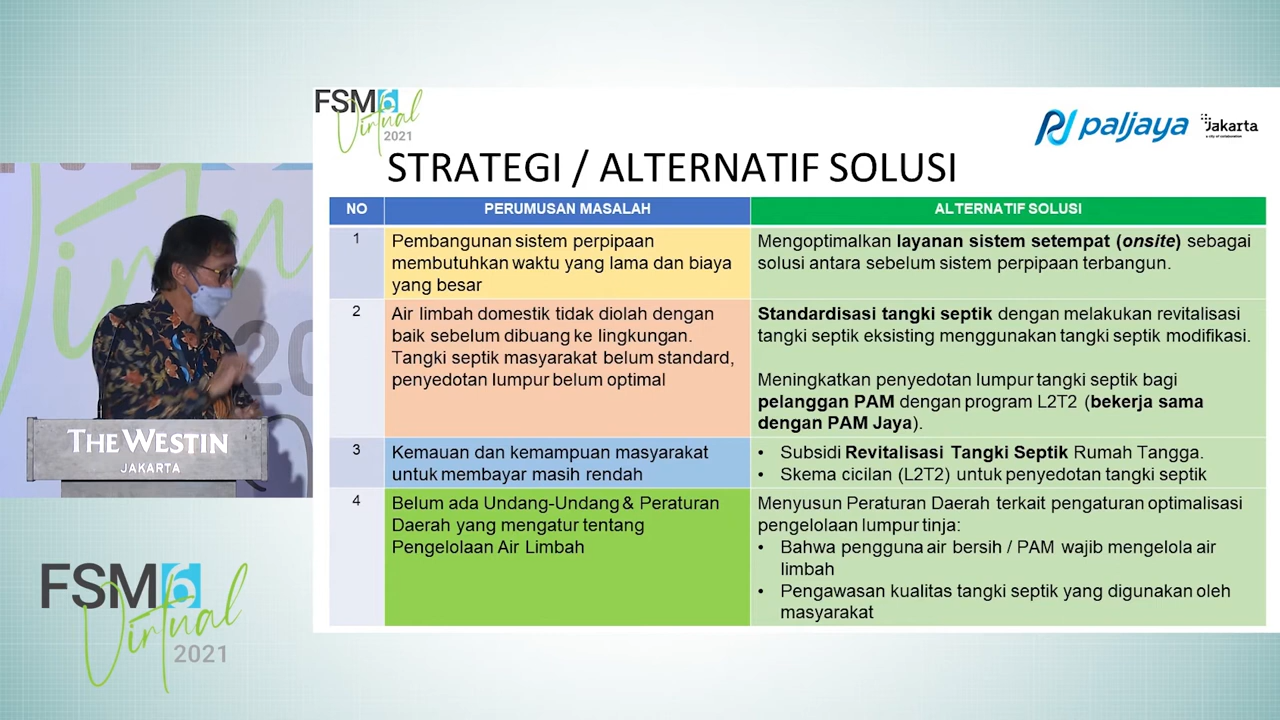 FSM6
Virtual
2021
paljaya
Jakarta
a city of collaboration
STRATEGI / ALTERNATIF SOLUSI
NO
PERUMUSAN MASALAH
ALTERNATIF SOLUSI
1
Pembangunan sistem perpipaan
membutuhkan waktu yang lama dan biaya
yang besar
Mengoptimalkan layanan sistem setempat (onsite) sebagai
solusi antara sebelum sistem perpipaan terbangun.
2
Air limbah domestik tidak diolah dengan
baik sebelum dibuang ke lingkungan.
Tangki septik masyarakat belum standard,
penyedotan lumpur belum optimal
Standardisasi tangki septik dengan melakukan revitalisasi
tangki septik eksisting menggunakan tangki septik modifikasi.
Meningkatkan penyedotan lumpur tangki septik bagi
pelanggan PAM dengan program L2T2 (bekerja sama
dengan PAM Jaya).
3
Kemauan dan kemampuan masyarakat
untuk membayar masih rendah
• Subsidi Revitalisasi Tangki Septik Rumah Tangga.
• Skema cicilan (L2T2) untuk penyedotan tangki septik
4
Belum ada Undang-Undang & Peraturan
Daerah yang mengatur tentang
Pengelolaan Air Limbah
Menyusun Peraturan Daerah terkait pengaturan optimalisasi
pengelolaan lumpur tinja:
• Bahwa pengguna air bersih / PAM wajib mengelola air
limbah
• Pengawasan kualitas tangki septik yang digunakan oleh
masyarakat
THE WESTIN
JAKARTA
FSM6
Virtual
2021